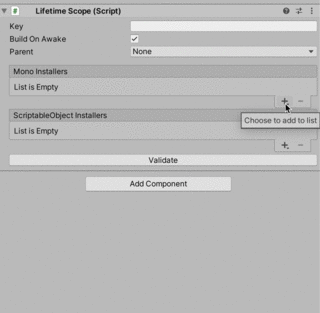 Lifetime Scope (Script)
Key
Build On Awake
Parent None
Mono Installers
List is Empty
ScriptableObject Installers
Choose to add to list
List is Empty
Validate
Add Component